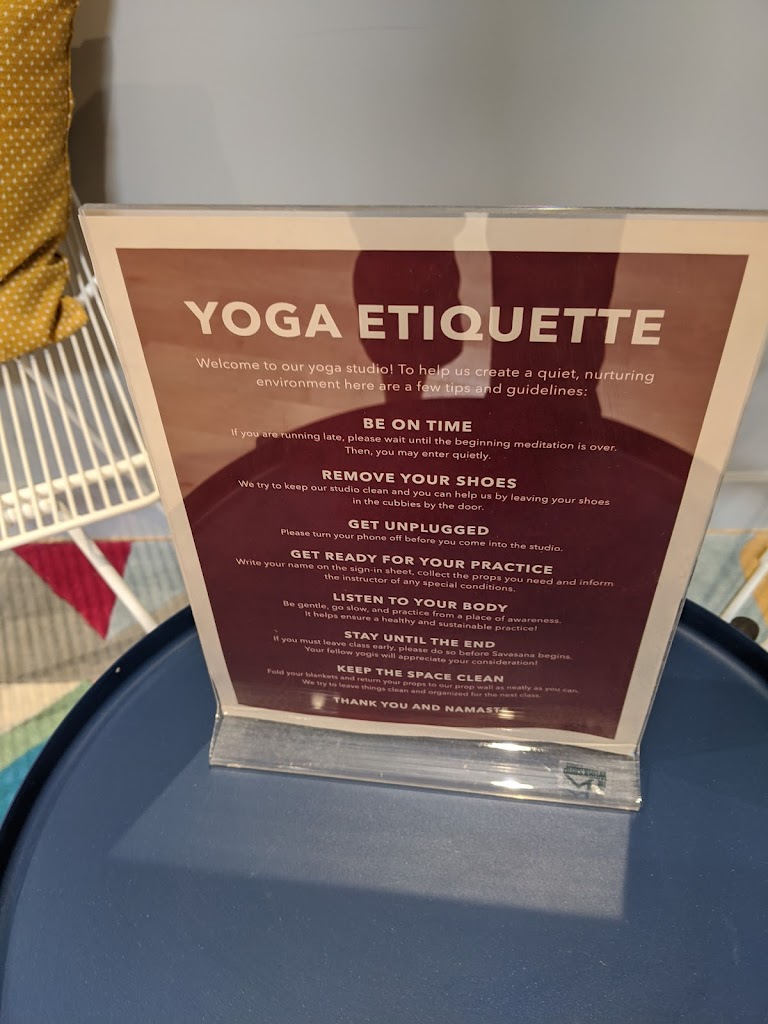 YOGA ETIQUETTE
Welcome to our yoga studio! To help us create a quiet, nurturing
environment here are a few tips and guidelines:
BE ON TIME
If you are running late, please wait until the beginning meditation is over.
Then, you may enter quietly.
REMOVE YOUR SHOES
We try to keep our studio clean and you can help us by leaving your shoes
in the cubbies by the door.
GET UNPLUGGED
Please turn your phone off before you come into the studio.
GET READY FOR YOUR PRACTICE
Write your name on the sign-in sheet, collect the props you need and inform
the instructor of any special conditions.
LISTEN TO YOUR BODY
Be gentle, go slow, and practice from a place of awareness.
It helps ensure a healthy and sustainable practice!
STAY UNTIL THE END
If you must leave class early, please do so before Savasana begins.
Your fellow yogis will appreciate your consideration!
KEEP THE SPACE CLEAN
Fold your blankets and return your props to our prop wall as neatly as you can.
We try to leave things clean and organized for the next class.
THANK YOU AND NAMASTE